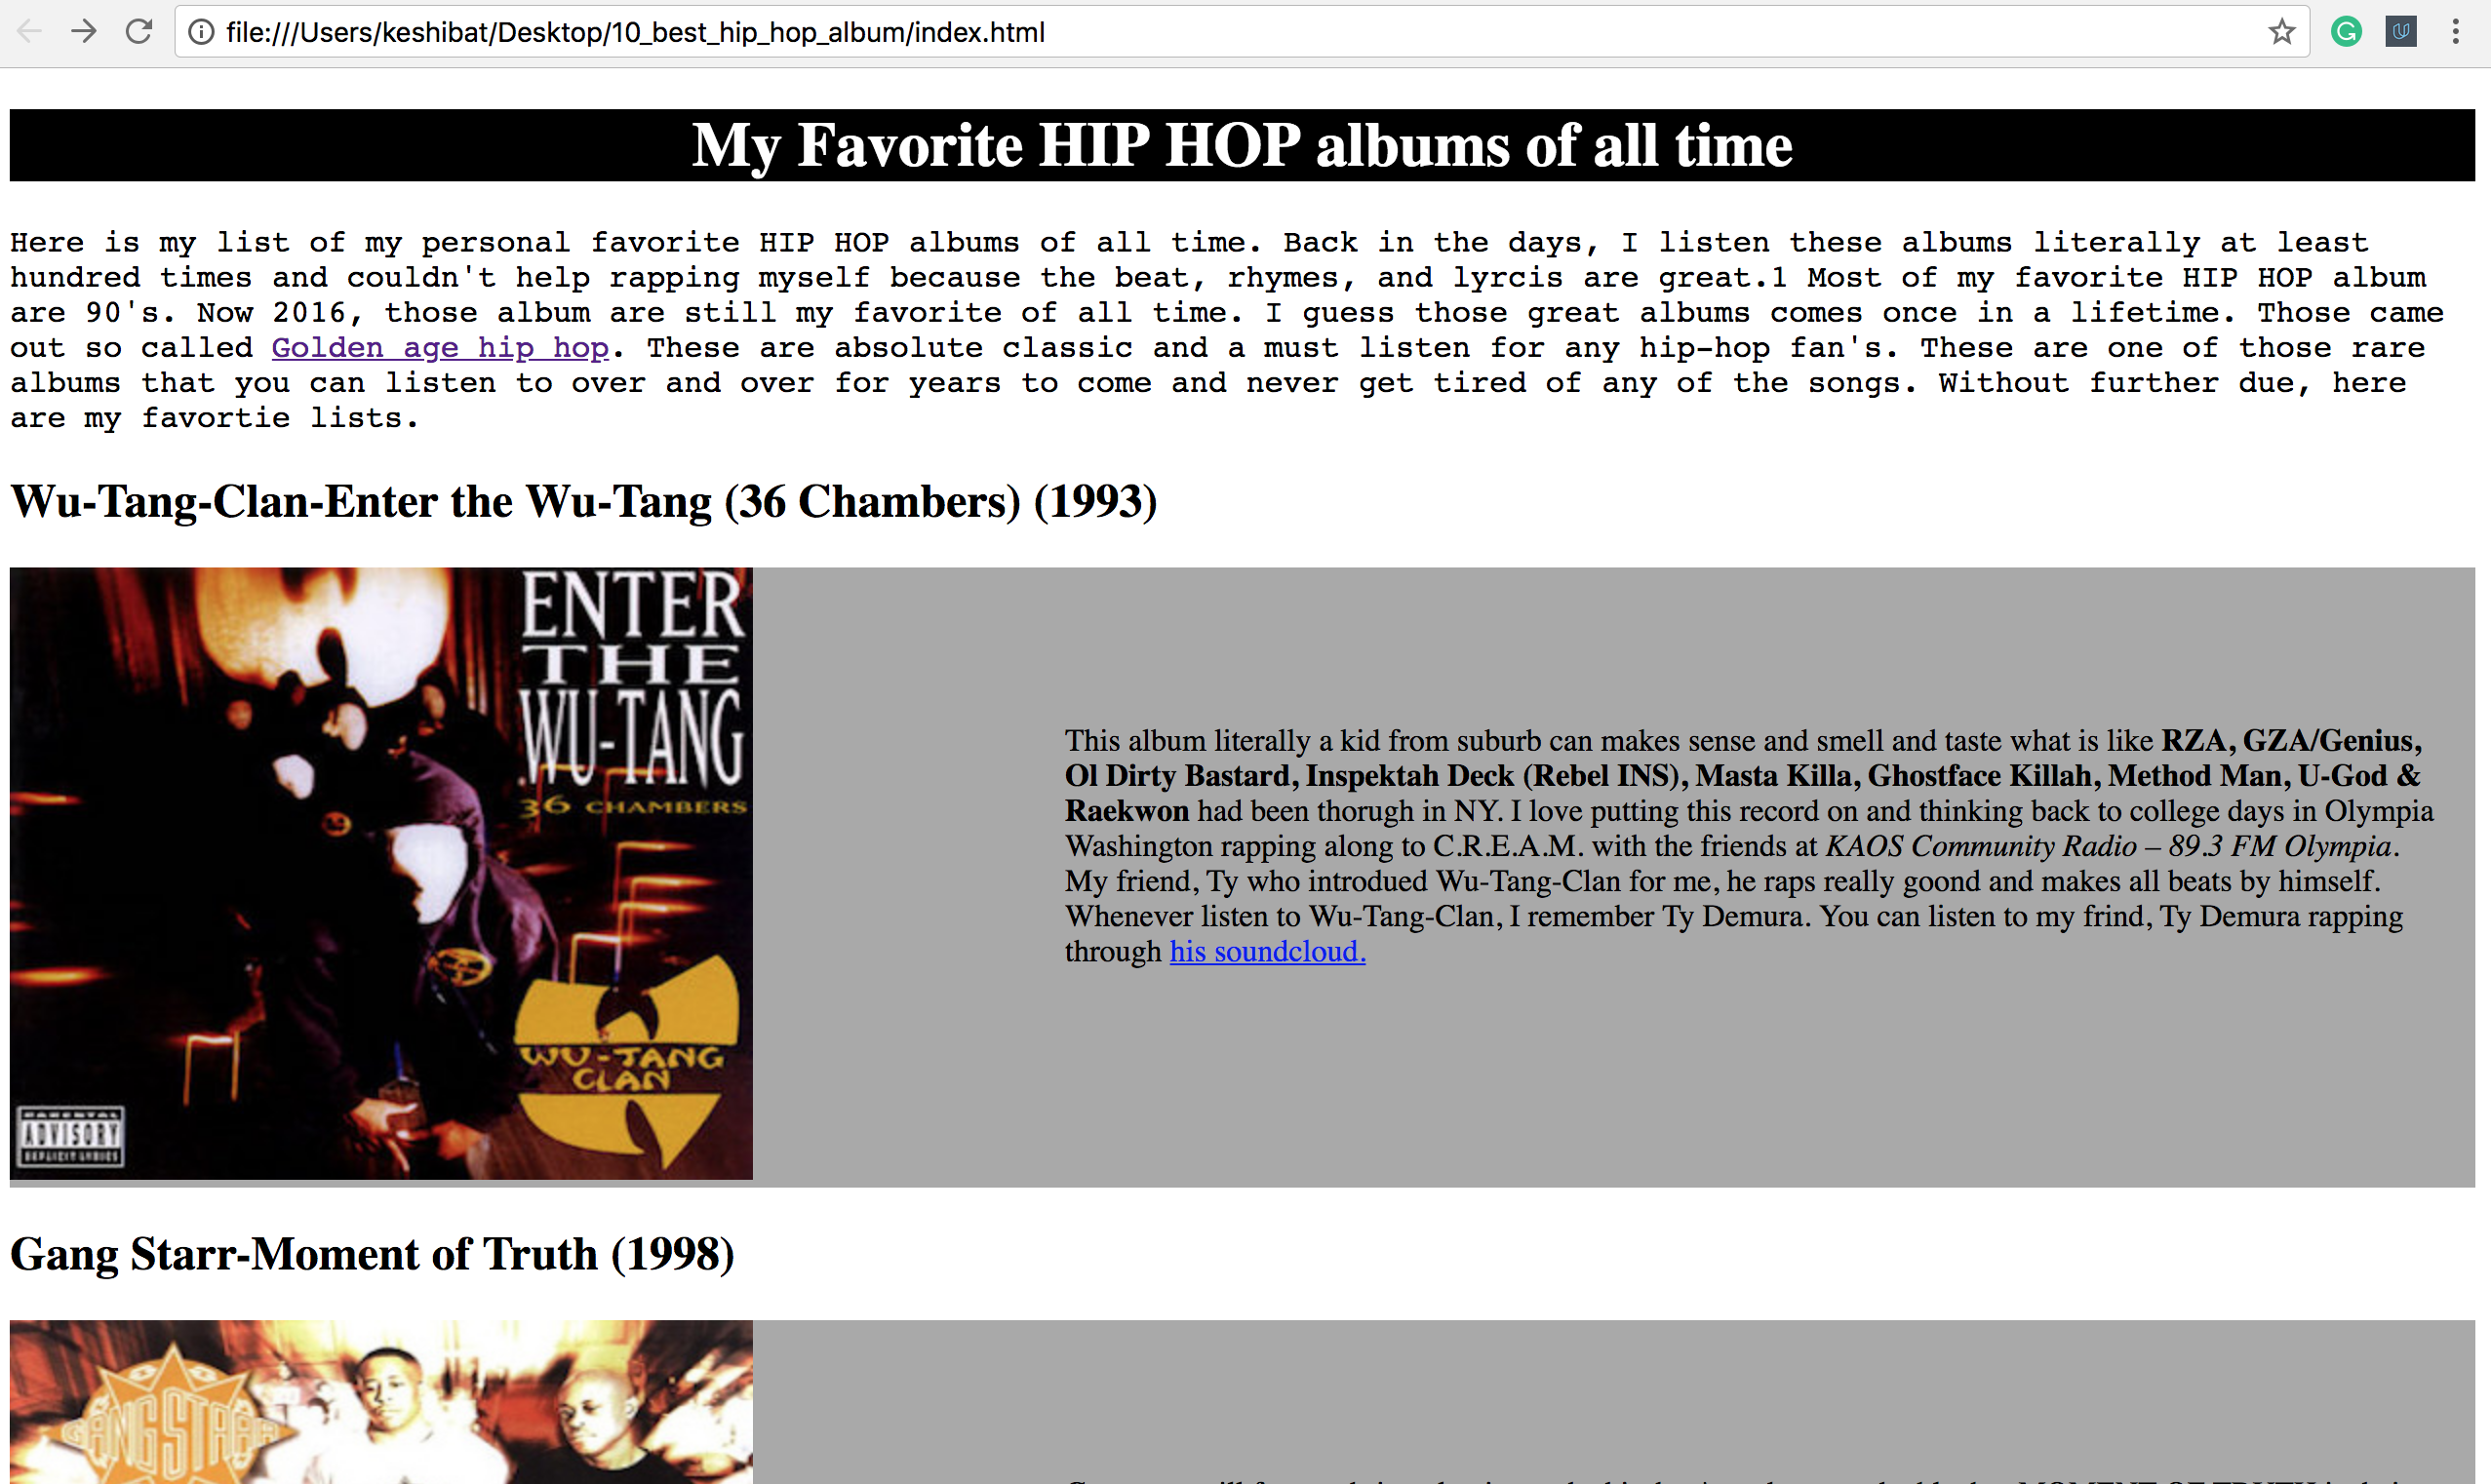 file:///Users/keshibat/Desktop/10_best_hip_hop_album/index.html
My Favorite HIP HOP albums of all time
Here is my list of my personal favorite HIP HOP albums of all time. Back in the days, I listen these albums literally at least
hundred times and couldn't help rapping myself because the beat, rhymes, and lyrcis are great.1 Most of my favorite HIP HOP album
are 90's. Now 2016, those album are still my favorite of all time. I guess those great albums comes once in a lifetime. Those came
out so called Golden age hip hop. These are absolute classic and a must listen for any hip-hop fan's. These are one of those rare
albums that you can listen to over and over for years to come and never get tired of any of the songs. Without further due, here
are my favortie lists.
Wu-Tang-Clan-Enter the Wu-Tang (36 Chambers) (1993)
ENTER
THE
WU-TANG
36 CHAMBERS
WU-TANG
CLAN
PARENTAL
ADVISORY
EXPLICIT LYRICS
This album literally a kid from suburb can makes sense and smell and taste what is like RZA, GZA/Genius,
Ol Dirty Bastard, Inspektah Deck (Rebel INS), Masta Killa, Ghostface Killah, Method Man, U-God &
Raekwon had been thorugh in NY. I love putting this record on and thinking back to college days in Olympia
Washington rapping along to C.R.E.A.M. with the friends at KAOS Community Radio – 89.3 FM Olympia.
My friend, Ty who introdued Wu-Tang-Clan for me, he raps really goond and makes all beats by himself.
Whenever listen to Wu-Tang-Clan, I remember Ty Demura. You can listen to my frind, Ty Demura rapping
through his soundcloud.
Gang Starr-Moment of Truth (1998)
GANG STARR